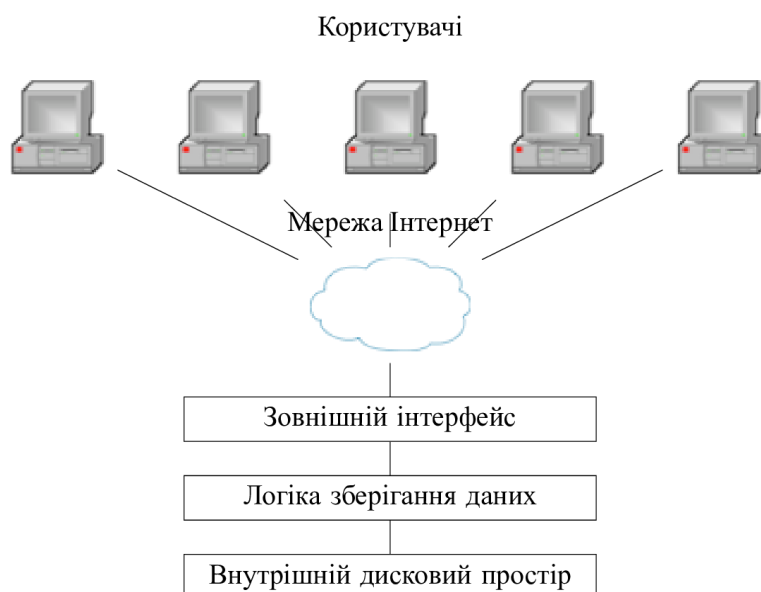 Користувачі
Мережа Інтернет
Зовнішній інтерфейс
Логіка зберігання даних
Внутрішній дисковий простір